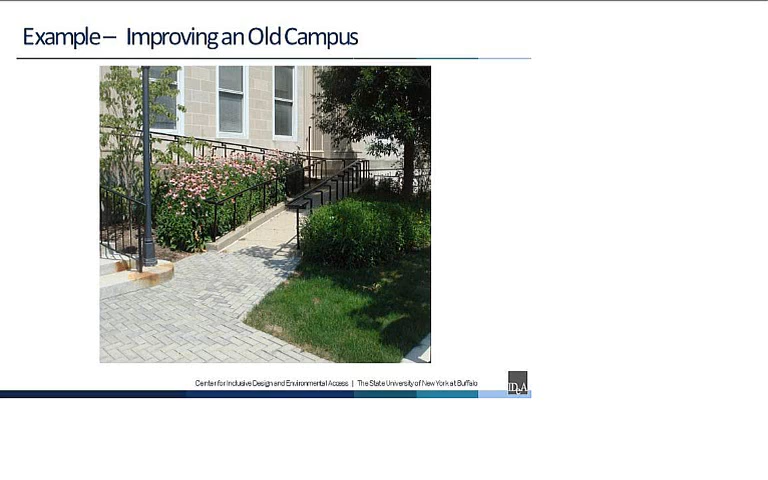 Example – Improving an Old Campus
Center for Inclusive Design and Environmental Access | The State University of New York at Buffalo
IDeA